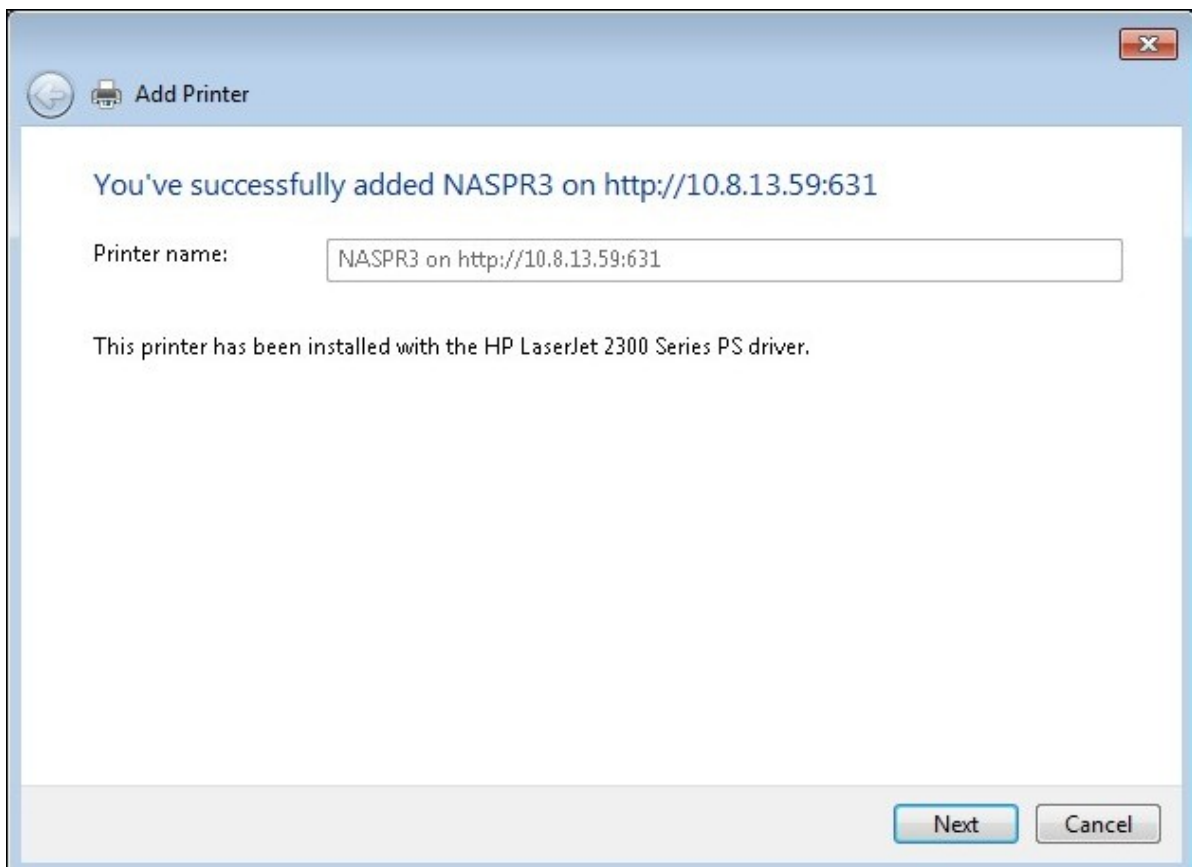 Add Printer
You've successfully added NASPR3 on http://10.8.13.59:631
Printer name:
NASPR3 on http://10.8.13.59:631
This printer has been installed with the HP LaserJet 2300 Series PS driver.
Next
Cancel